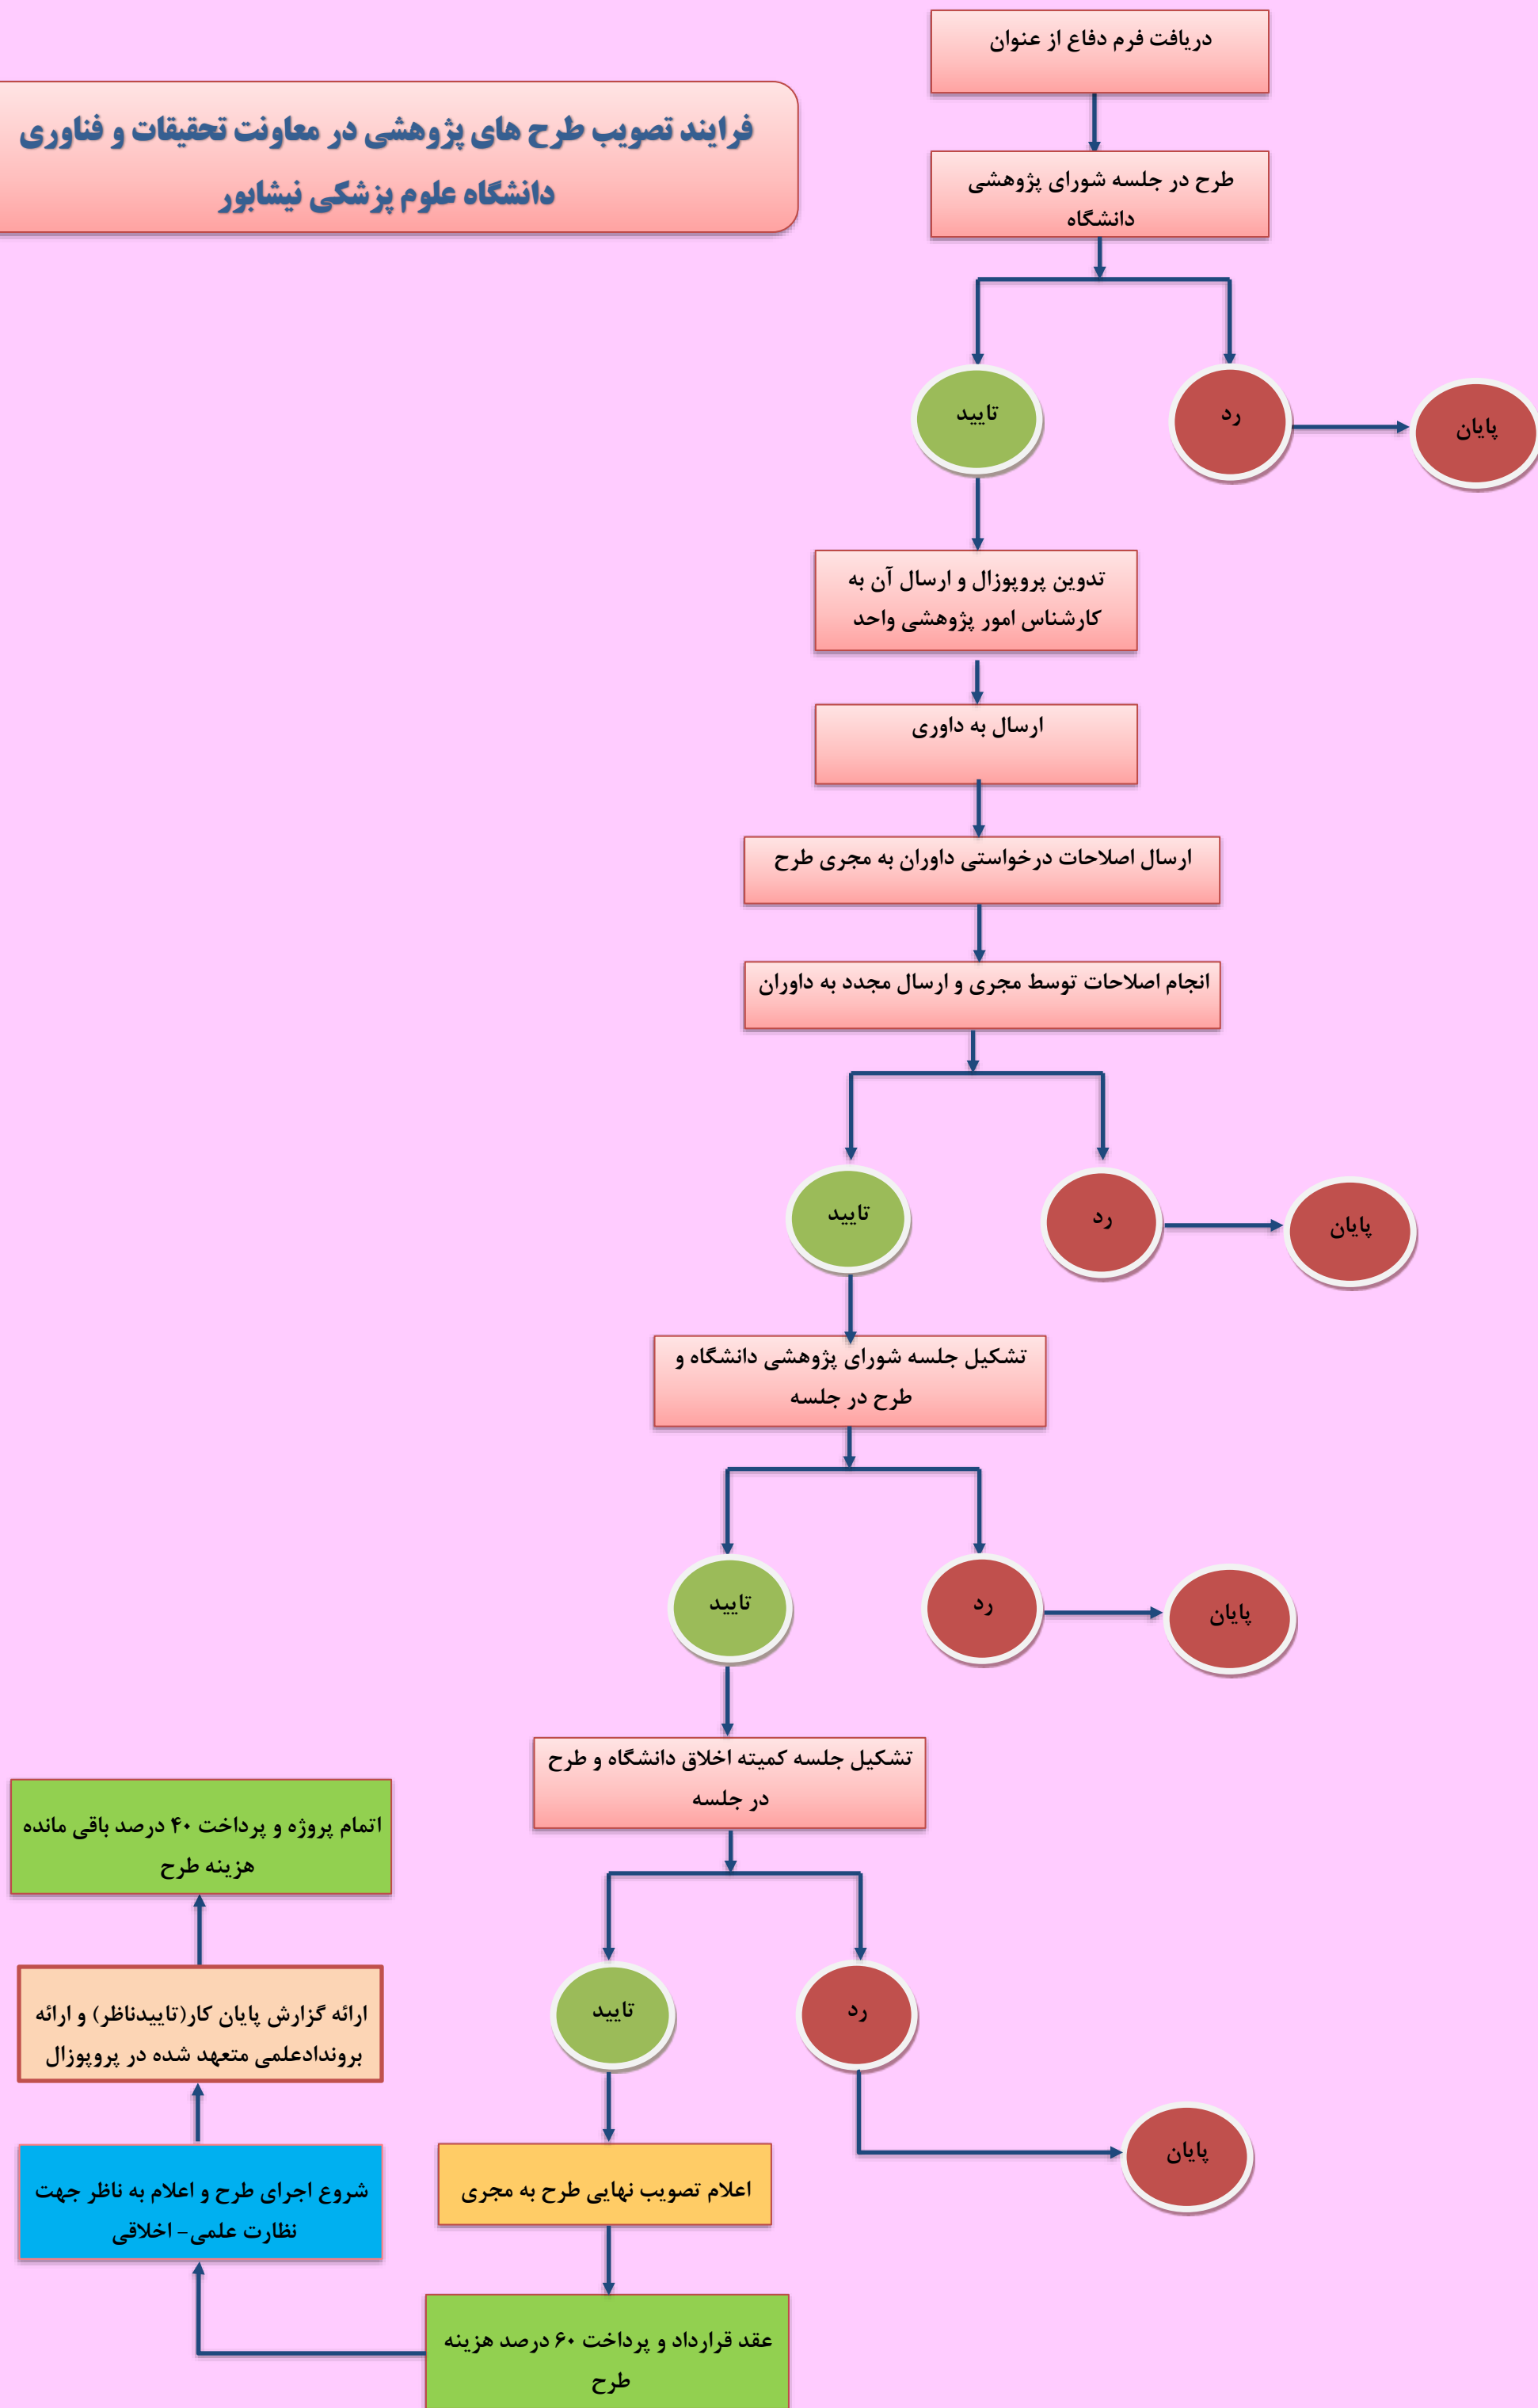 فرایند تصویب طرح های پژوهشی در معاونت تحقیقات و فناوری
دانشگاه علوم پزشکی نیشابور
دریافت فرم دفاع از عنوان
طرح در جلسه شورای پژوهشی
دانشگاه
تایید
رد
پایان
تدوین پروپوزال و ارسال آن به
کارشناس امور پژوهشی واحد
ارسال به داوری
ارسال اصلاحات درخواستی داوران به مجری طرح
انجام اصلاحات توسط مجری و ارسال مجدد به داوران
تایید
رد
پایان
تشکیل جلسه شورای پژوهشی دانشگاه و
طرح در جلسه
تایید
رد
پایان
تشکیل جلسه کمیته اخلاق دانشگاه و طرح
در جلسه
تایید
رد
پایان
اعلام تصویب نهایی طرح به مجری
عقد قرارداد و پرداخت ۶۰ درصد هزینه
طرح
شروع اجرای طرح و اعلام به ناظر جهت
نظارت علمی- اخلاقی
ارائه گزارش پایان کار(تاییدناظر) و ارائه
بروندادعلمی متعهد شده در پروپوزال
اتمام پروژه و پرداخت ۴۰ درصد باقی مانده
هزینه طرح